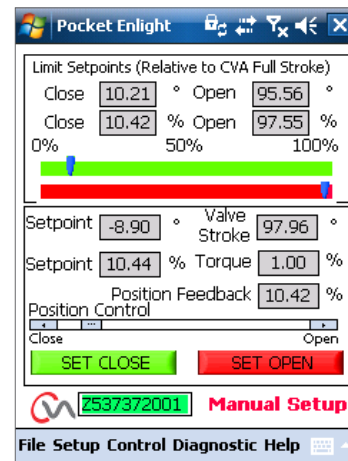 Pocket Enlight
Limit Setpoints (Relative to CVA Full Stroke)
Close 10.21 ° Open 95.56 °
Close 10.42 % Open 97.55 %
0% 50% 100%
Setpoint -8.90 ° Valve Stroke 97.96 °
Setpoint 10.44 % Torque 1.00 %
Position Feedback 10.42 %
Position Control
Close Open
SET CLOSE SET OPEN
Z537372001 Manual Setup
File Setup Control Diagnostic Help